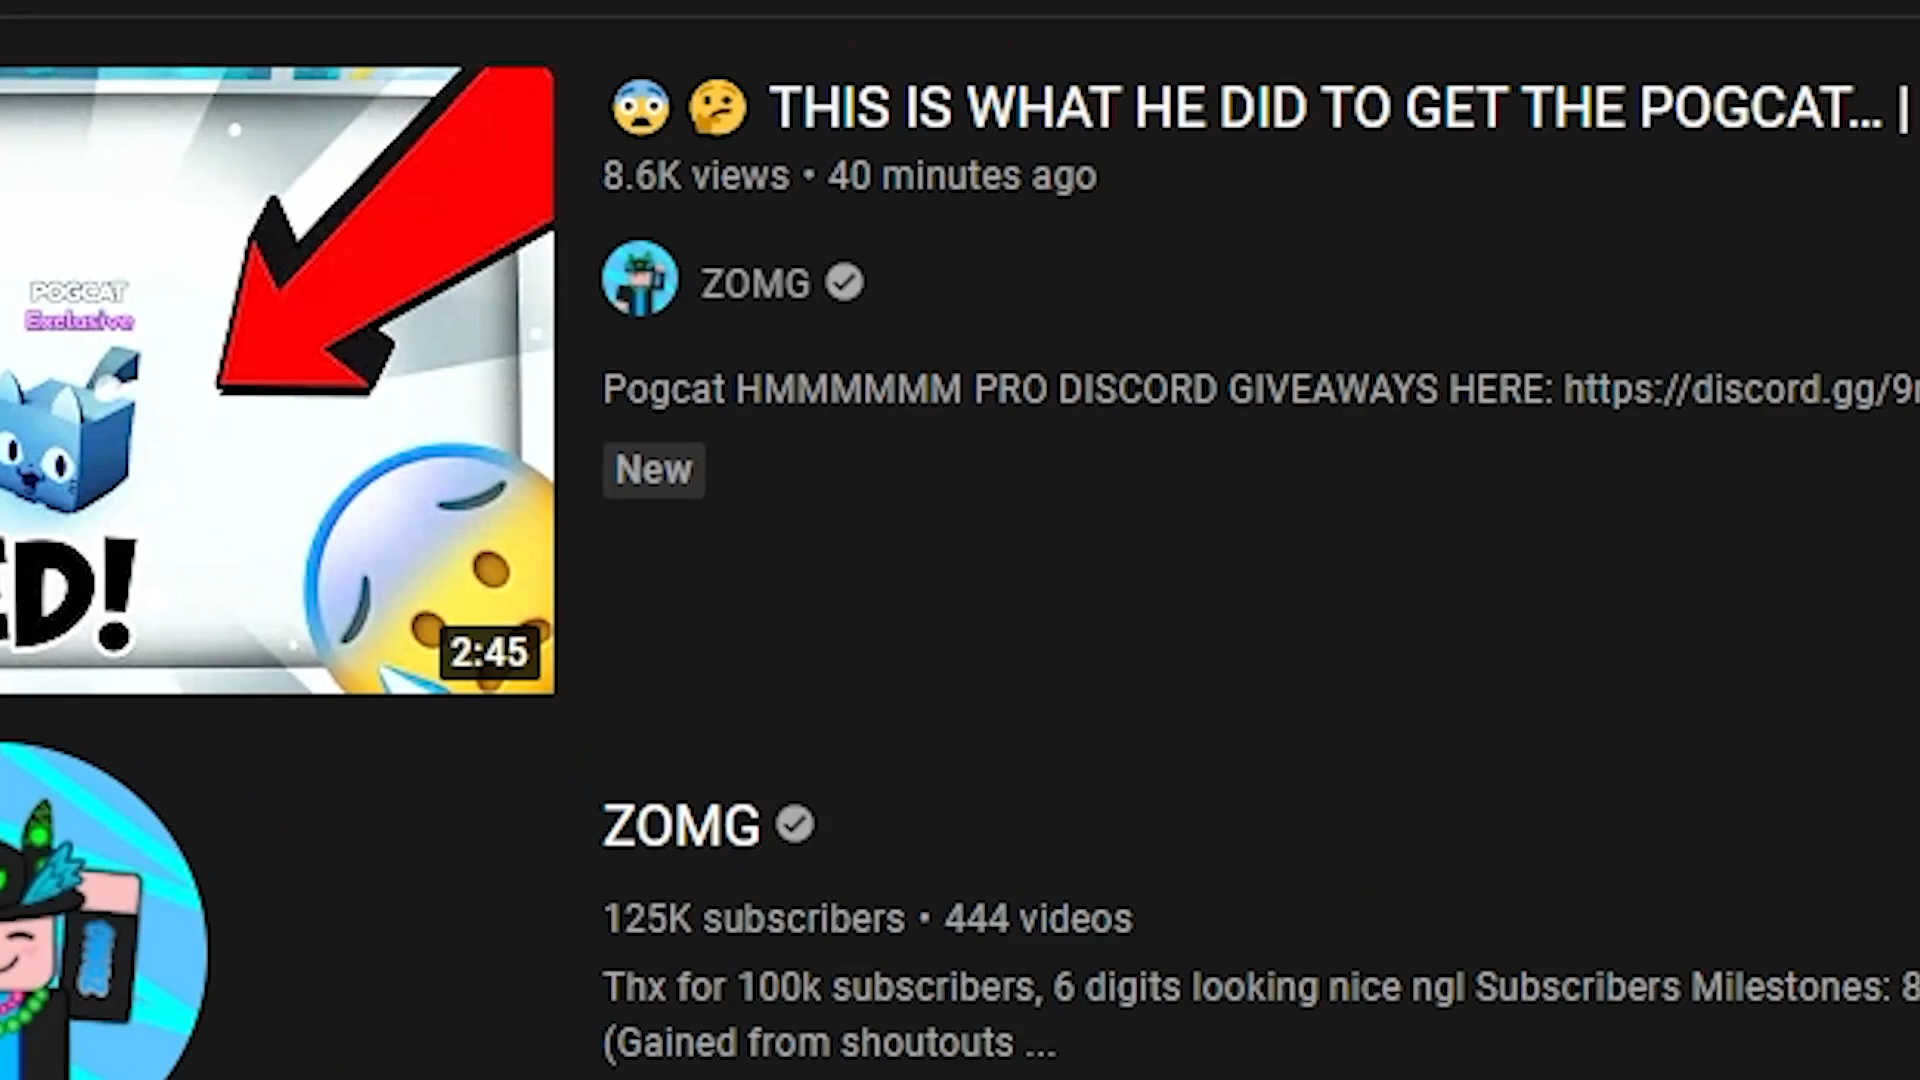 😨 🤔 THIS IS WHAT HE DID TO GET THE POGCAT... |
8.6K views • 40 minutes ago
ZOMG
Pogcat HMMMMMM PRO DISCORD GIVEAWAYS HERE: https://discord.gg/9
New
POGCAT
Exclusive
ED!
2:45
ZOMG
125K subscribers • 444 videos
Thx for 100k subscribers, 6 digits looking nice ngl Subscribers Milestones: 8
(Gained from shoutouts ...
ZOMG